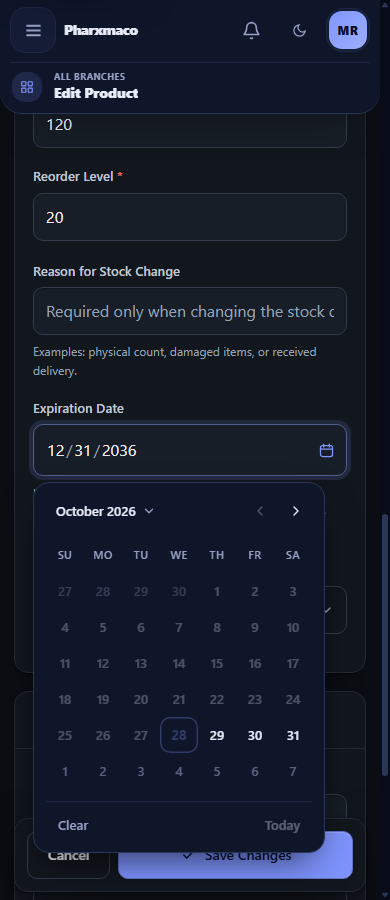 Pharxmaco
MR
ALL BRANCHES
Edit Product
120
Reorder Level *
20
Reason for Stock Change
Required only when changing the stock c
Examples: physical count, damaged items, or received
delivery.
Expiration Date
12/31/2036
October 2026
SU MO TU WE TH FR SA
27 28 29 30 1 2 3
4 5 6 7 8 9 10
11 12 13 14 15 16 17
18 19 20 21 22 23 24
25 26 27 28 29 30 31
1 2 3 4 5 6 7
Clear Today
Cancel Save Changes